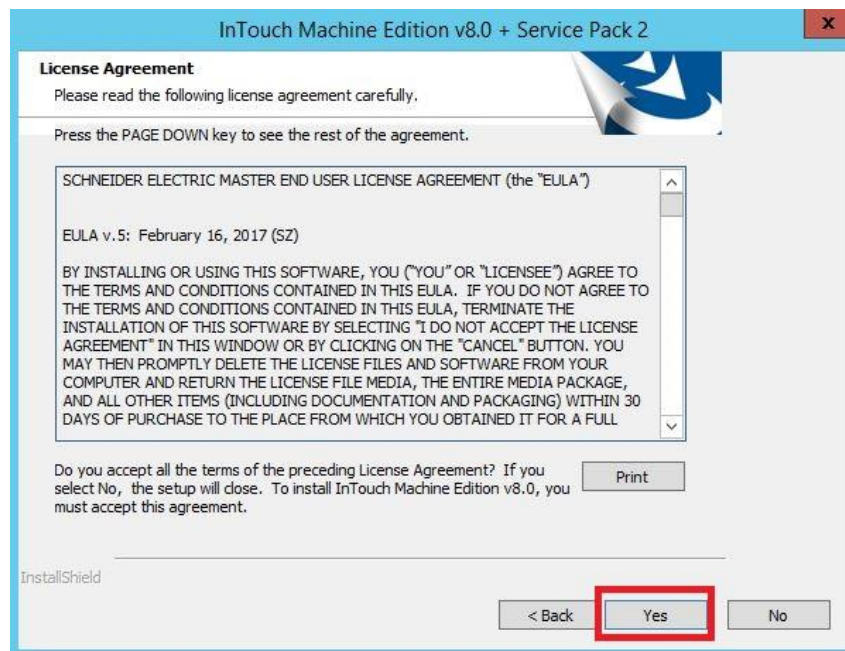 InTouch Machine Edition v8.0 + Service Pack 2
x
License Agreement
Please read the following license agreement carefully.
Press the PAGE DOWN key to see the rest of the agreement.
SCHNEIDER ELECTRIC MASTER END USER LICENSE AGREEMENT (the "EULA")
EULA v.5: February 16, 2017 (SZ)
BY INSTALLING OR USING THIS SOFTWARE, YOU ("YOU" OR "LICENSEE") AGREE TO
THE TERMS AND CONDITIONS CONTAINED IN THIS EULA. IF YOU DO NOT AGREE TO
THE TERMS AND CONDITIONS CONTAINED IN THIS EULA, TERMINATE THE
INSTALLATION OF THIS SOFTWARE BY SELECTING "I DO NOT ACCEPT THE LICENSE
AGREEMENT" IN THIS WINDOW OR BY CLICKING ON THE "CANCEL" BUTTON. YOU
MAY THEN PROMPTLY DELETE THE LICENSE FILES AND SOFTWARE FROM YOUR
COMPUTER AND RETURN THE LICENSE FILE MEDIA, THE ENTIRE MEDIA PACKAGE,
AND ALL OTHER ITEMS (INCLUDING DOCUMENTATION AND PACKAGING) WITHIN 30
DAYS OF PURCHASE TO THE PLACE FROM WHICH YOU OBTAINED IT FOR A FULL
Do you accept all the terms of the preceding License Agreement? If you
select No, the setup will close. To install InTouch Machine Edition v8.0, you
must accept this agreement.
Print
InstallShield
< Back
Yes
No